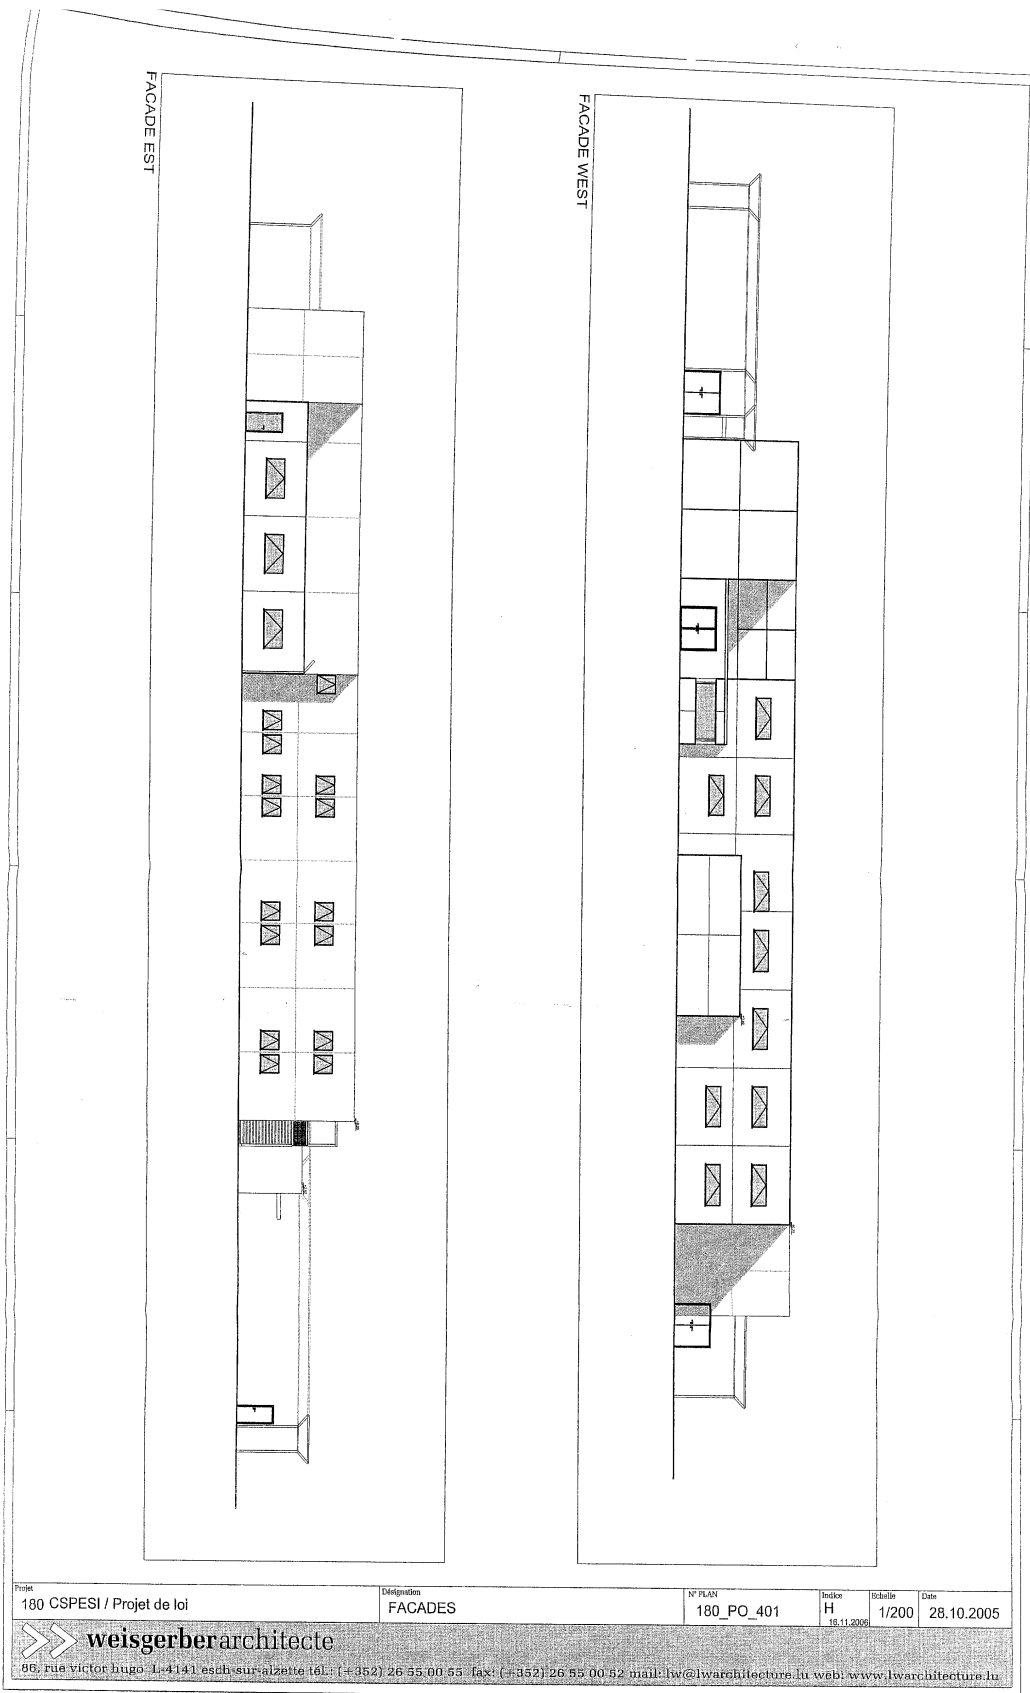 FACADE EST
FACADE WEST
Projet
180 CSPESI / Projet de loi
Désignation
FACADES
N° PLAN
180_PO_401
Indice
H
16.11.2006
Echelle
1/200
Date
28.10.2005
weisgerberarchitecte
86, rue victor hugo L-4141 esch-sur-alzette tél.: (+352) 26 55 00 55 fax: (+352) 26 55 00 52 mail: lw@lwarchitecture.lu web: www.lwarchitecture.lu